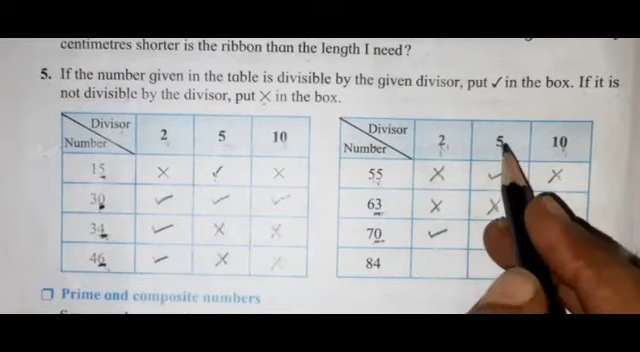 centimetres shorter is the ribbon than the length I need?
5. If the number given in the table is divisible by the given divisor, put ✓ in the box. If it is
not divisible by the divisor, put ✗ in the box.
Divisor
Number 2 5 10
15 ✗ ✓ ✗
30 ✓ ✓ ✓
34 ✓ ✗ ✗
46 ✓ ✗ ✗
Divisor
Number 2 5 10
55 ✗ ✓ ✗
63 ✗ ✗
70 ✓
84
❒ Prime and composite numbers